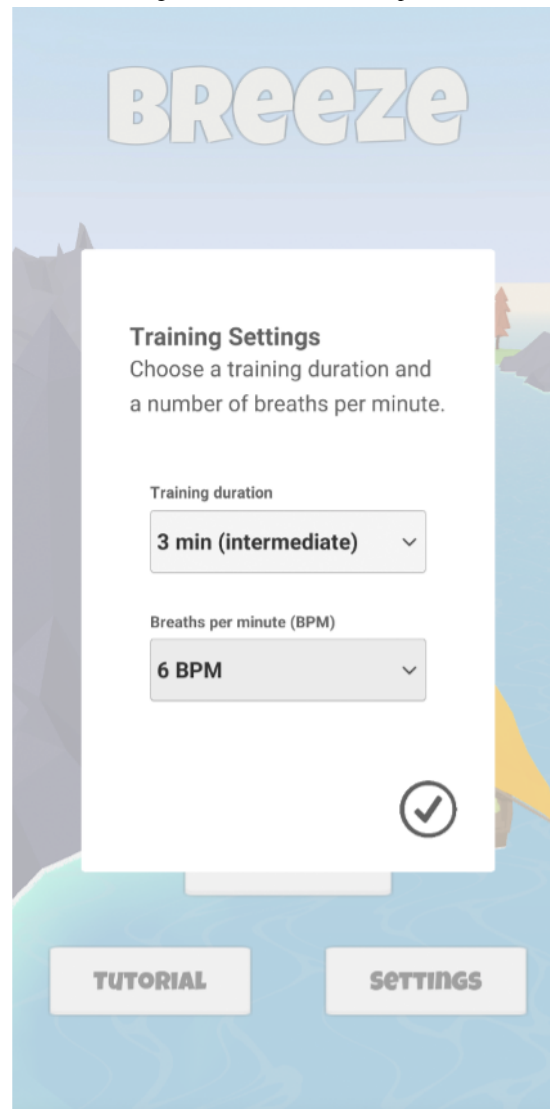 BReeze
Training Settings
Choose a training duration and
a number of breaths per minute.
Training duration
3 min (intermediate)
Breaths per minute (BPM)
6 BPM
TUTORIAL
SETTINGS